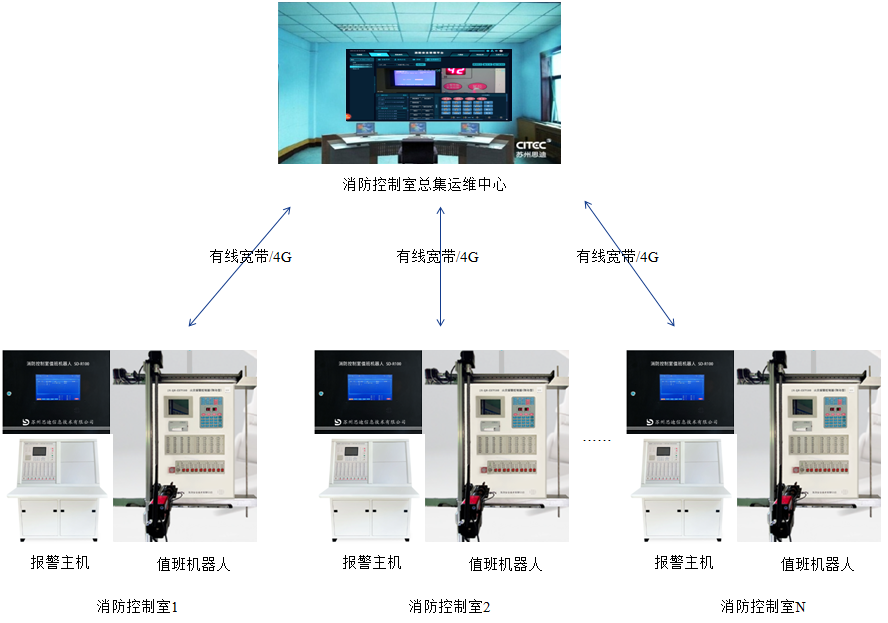 CITEC
苏州思迪
消防控制室总集运维中心
有线宽带/4G
有线宽带/4G
有线宽带/4G
消防控制室值班机器人 SD-8100
苏州思迪信息技术有限公司
消防控制室值班机器人 SD-8100
苏州思迪信息技术有限公司
......
消防控制室值班机器人 SD-8100
苏州思迪信息技术有限公司
报警主机
值班机器人
报警主机
值班机器人
报警主机
值班机器人
消防控制室1
消防控制室2
消防控制室N